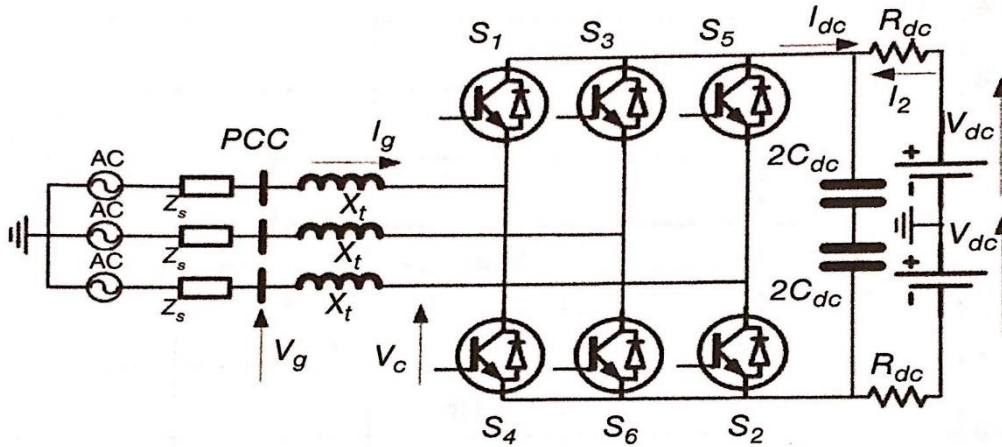 S1 S3 S5 Idc Rdc
I2
PCC Ig
Vdc
AC
Zs Xt
2Cdc
+
-
AC
Zs Xt
Vdc
AC
2Cdc
+
-
Zs Xt
Vg Vc
Rdc
S4 S6 S2